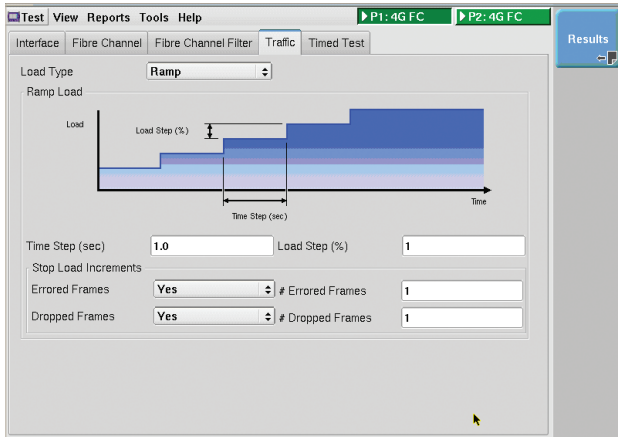 Test View Reports Tools Help P1: 4G FC P2: 4G FC
Results
Interface Fibre Channel Fibre Channel Filter Traffic Timed Test
Load Type Ramp
Ramp Load
Load
Load Step (%)
Time
Time Step (sec)
Time Step (sec) 1.0 Load Step (%) 1
Stop Load Increments
Errored Frames Yes # Errored Frames 1
Dropped Frames Yes # Dropped Frames 1